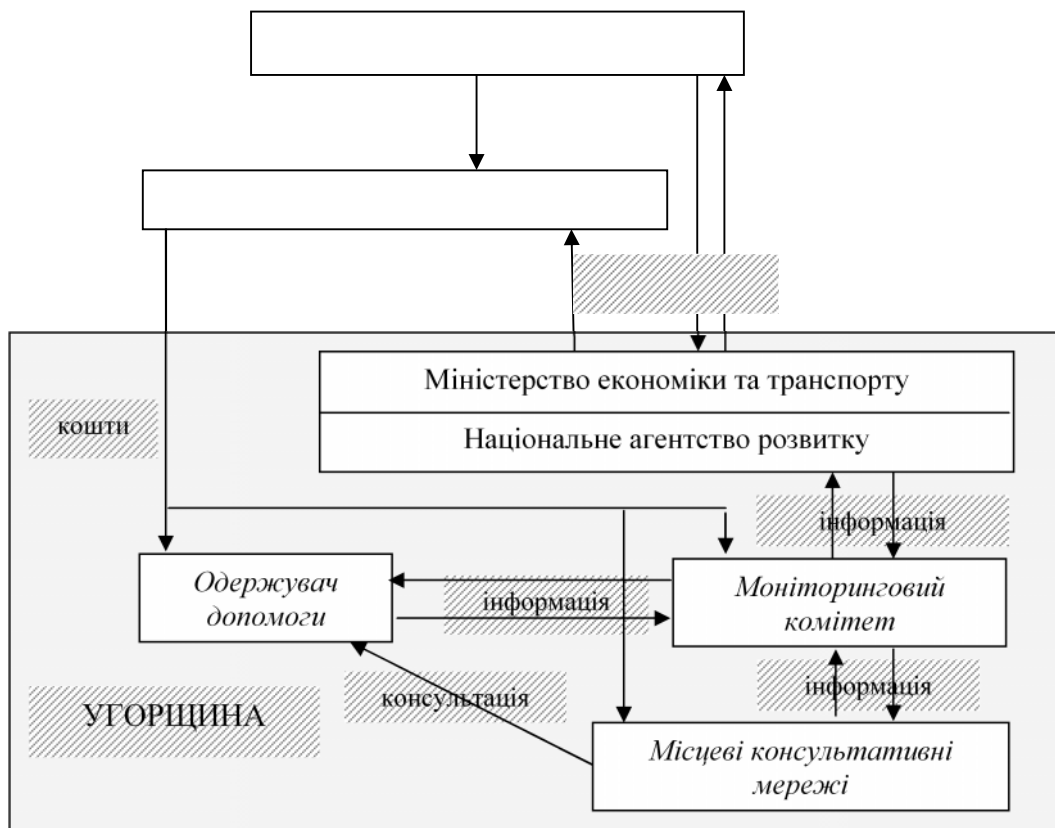 Міністерство економіки та транспорту
кошти
Національне агентство розвитку
інформація
Одержувач
допомоги
інформація
Моніторинговий
комітет
консультація
інформація
УГОРЩИНА
Місцеві консультативні
мережі